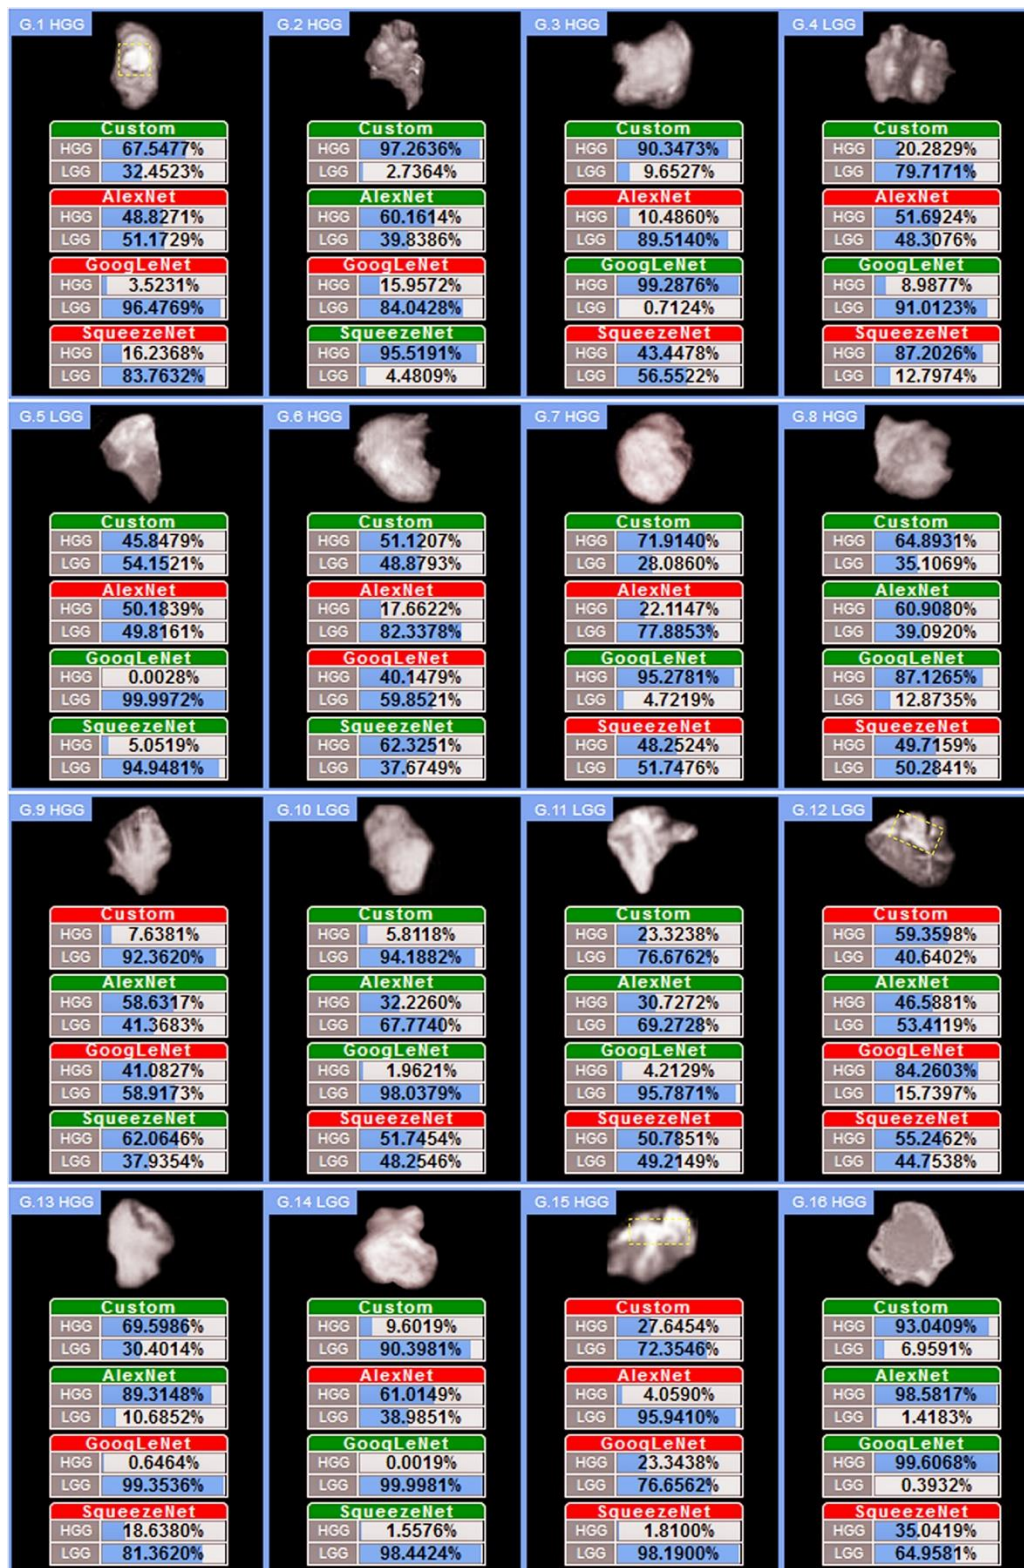 G.1 HGG
Custom
HGG 67.5477%
LGG 32.4523%
AlexNet
HGG 48.8271%
LGG 51.1729%
GoogLeNet
HGG 3.5231%
LGG 96.4769%
SqueezeNet
HGG 16.2368%
LGG 83.7632%
G.2 HGG
Custom
HGG 97.2636%
LGG 2.7364%
AlexNet
HGG 60.1614%
LGG 39.8386%
GoogLeNet
HGG 15.9572%
LGG 84.0428%
SqueezeNet
HGG 95.5191%
LGG 4.4809%
G.3 HGG
Custom
HGG 90.3473%
LGG 9.6527%
AlexNet
HGG 10.4860%
LGG 89.5140%
GoogLeNet
HGG 99.2876%
LGG 0.7124%
SqueezeNet
HGG 43.4478%
LGG 56.5522%
G.4 LGG
Custom
HGG 20.2829%
LGG 79.7171%
AlexNet
HGG 51.6924%
LGG 48.3076%
GoogLeNet
HGG 8.9877%
LGG 91.0123%
SqueezeNet
HGG 87.2026%
LGG 12.7974%
G.5 LGG
Custom
HGG 45.8479%
LGG 54.1521%
AlexNet
HGG 50.1839%
LGG 49.8161%
GoogLeNet
HGG 0.0028%
LGG 99.9972%
SqueezeNet
HGG 5.0519%
LGG 94.9481%
G.6 HGG
Custom
HGG 51.1207%
LGG 48.8793%
AlexNet
HGG 17.6622%
LGG 82.3378%
GoogLeNet
HGG 40.1479%
LGG 59.8521%
SqueezeNet
HGG 62.3251%
LGG 37.6749%
G.7 HGG
Custom
HGG 71.9140%
LGG 28.0860%
AlexNet
HGG 22.1147%
LGG 77.8853%
GoogLeNet
HGG 95.2781%
LGG 4.7219%
SqueezeNet
HGG 48.2524%
LGG 51.7476%
G.8 HGG
Custom
HGG 64.8931%
LGG 35.1069%
AlexNet
HGG 60.9080%
LGG 39.0920%
GoogLeNet
HGG 87.1265%
LGG 12.8735%
SqueezeNet
HGG 49.7159%
LGG 50.2841%
G.9 HGG
Custom
HGG 7.6381%
LGG 92.3620%
AlexNet
HGG 58.6317%
LGG 41.3683%
GoogLeNet
HGG 41.0827%
LGG 58.9173%
SqueezeNet
HGG 62.0646%
LGG 37.9354%
G.10 LGG
Custom
HGG 5.8118%
LGG 94.1882%
AlexNet
HGG 32.2260%
LGG 67.7740%
GoogLeNet
HGG 1.9621%
LGG 98.0379%
SqueezeNet
HGG 51.7454%
LGG 48.2546%
G.11 LGG
Custom
HGG 23.3238%
LGG 76.6762%
AlexNet
HGG 30.7272%
LGG 69.2728%
GoogLeNet
HGG 4.2129%
LGG 95.7871%
SqueezeNet
HGG 50.7851%
LGG 49.2149%
G.12 LGG
Custom
HGG 59.3598%
LGG 40.6402%
AlexNet
HGG 46.5881%
LGG 53.4119%
GoogLeNet
HGG 84.2603%
LGG 15.7397%
SqueezeNet
HGG 55.2462%
LGG 44.7538%
G.13 HGG
Custom
HGG 69.5986%
LGG 30.4014%
AlexNet
HGG 89.3148%
LGG 10.6852%
GoogLeNet
HGG 0.6464%
LGG 99.3536%
SqueezeNet
HGG 18.6380%
LGG 81.3620%
G.14 LGG
Custom
HGG 9.6019%
LGG 90.3981%
AlexNet
HGG 61.0149%
LGG 38.9851%
GoogLeNet
HGG 0.0019%
LGG 99.9981%
SqueezeNet
HGG 1.5576%
LGG 98.4424%
G.15 HGG
Custom
HGG 27.6454%
LGG 72.3546%
AlexNet
HGG 4.0590%
LGG 95.9410%
GoogLeNet
HGG 23.3438%
LGG 76.6562%
SqueezeNet
HGG 1.8100%
LGG 98.1900%
G.16 HGG
Custom
HGG 93.0409%
LGG 6.9591%
AlexNet
HGG 98.5817%
LGG 1.4183%
GoogLeNet
HGG 99.6068%
LGG 0.3932%
SqueezeNet
HGG 35.0419%
LGG 64.9581%